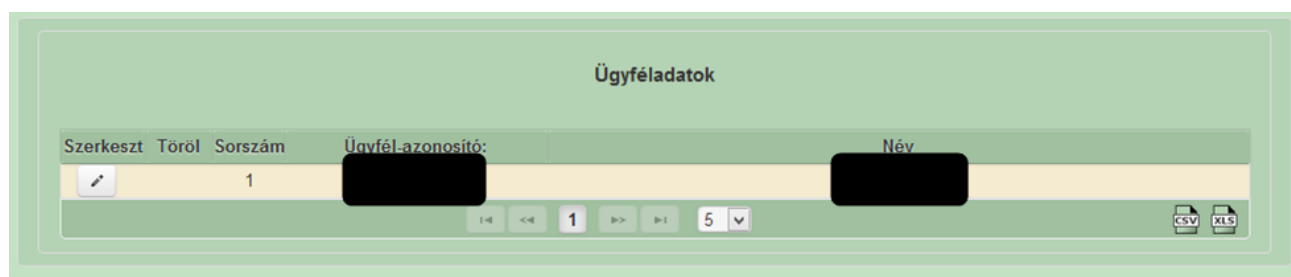 Ügyféladatok
Szerkeszt Töröl Sorszám Ügyfél-azonosító: Név
1
1 5
CSV XLS